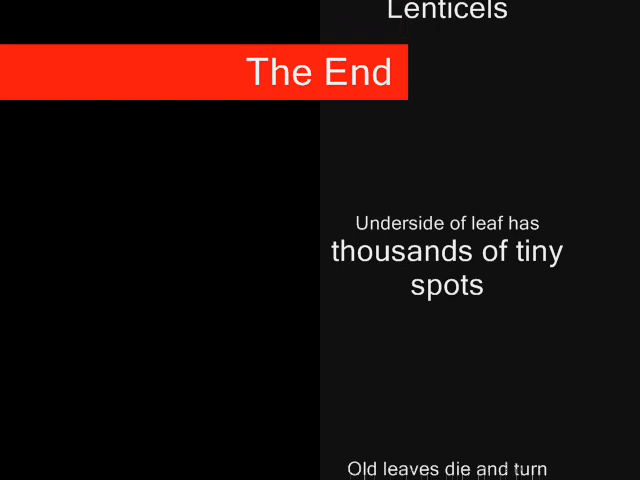 Lenticels
The End
Underside of leaf has
thousands of tiny
spots
Old leaves die and turn